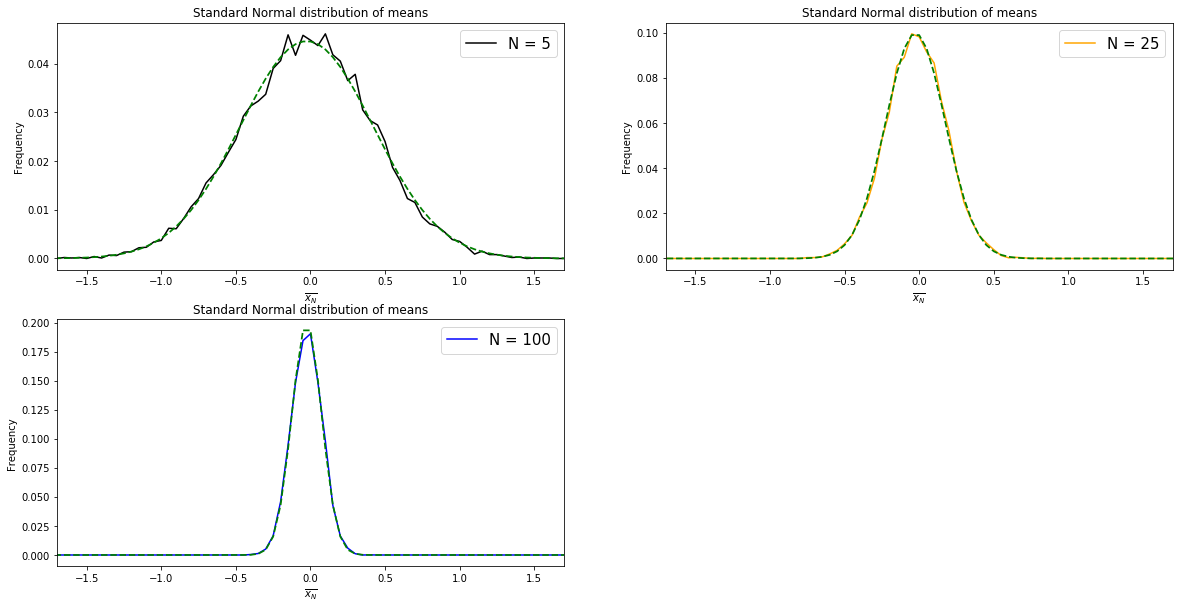 Standard Normal distribution of means
N = 5
Frequency
0.04
0.03
0.02
0.01
0.00
−1.5 −1.0 −0.5 0.0 0.5 1.0 1.5
x̅_N
Standard Normal distribution of means
N = 25
Frequency
0.10
0.08
0.06
0.04
0.02
0.00
−1.5 −1.0 −0.5 0.0 0.5 1.0 1.5
x̅_N
Standard Normal distribution of means
N = 100
Frequency
0.200
0.175
0.150
0.125
0.100
0.075
0.050
0.025
0.000
−1.5 −1.0 −0.5 0.0 0.5 1.0 1.5
x̅_N